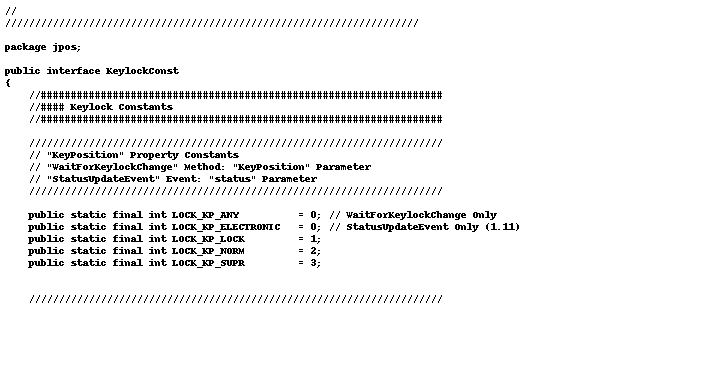 //
/////////////////////////////////////////////////////////////////////
package jpos;
public interface KeylockConst
{
//###################################################################
//#### Keylock Constants
//###################################################################
/////////////////////////////////////////////////////////////////////
// "KeyPosition" Property Constants
// "WaitForKeylockChange" Method: "KeyPosition" Parameter
// "StatusUpdateEvent" Event: "status" Parameter
/////////////////////////////////////////////////////////////////////
public static final int LOCK_KP_ANY          = 0; // WaitForKeylockChange Only
public static final int LOCK_KP_ELECTRONIC   = 0; // StatusUpdateEvent Only (1.11)
public static final int LOCK_KP_LOCK         = 1;
public static final int LOCK_KP_NORM         = 2;
public static final int LOCK_KP_SUPR         = 3;
/////////////////////////////////////////////////////////////////////